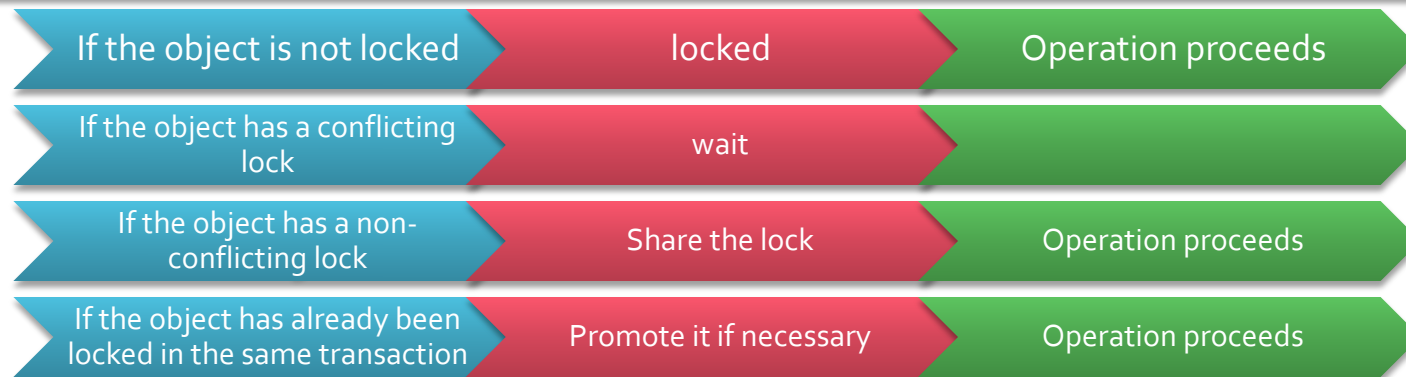 If the object is not locked
locked
Operation proceeds
If the object has a conflicting
lock
wait
If the object has a non-
conflicting lock
Share the lock
Operation proceeds
If the object has already been
locked in the same transaction
Promote it if necessary
Operation proceeds